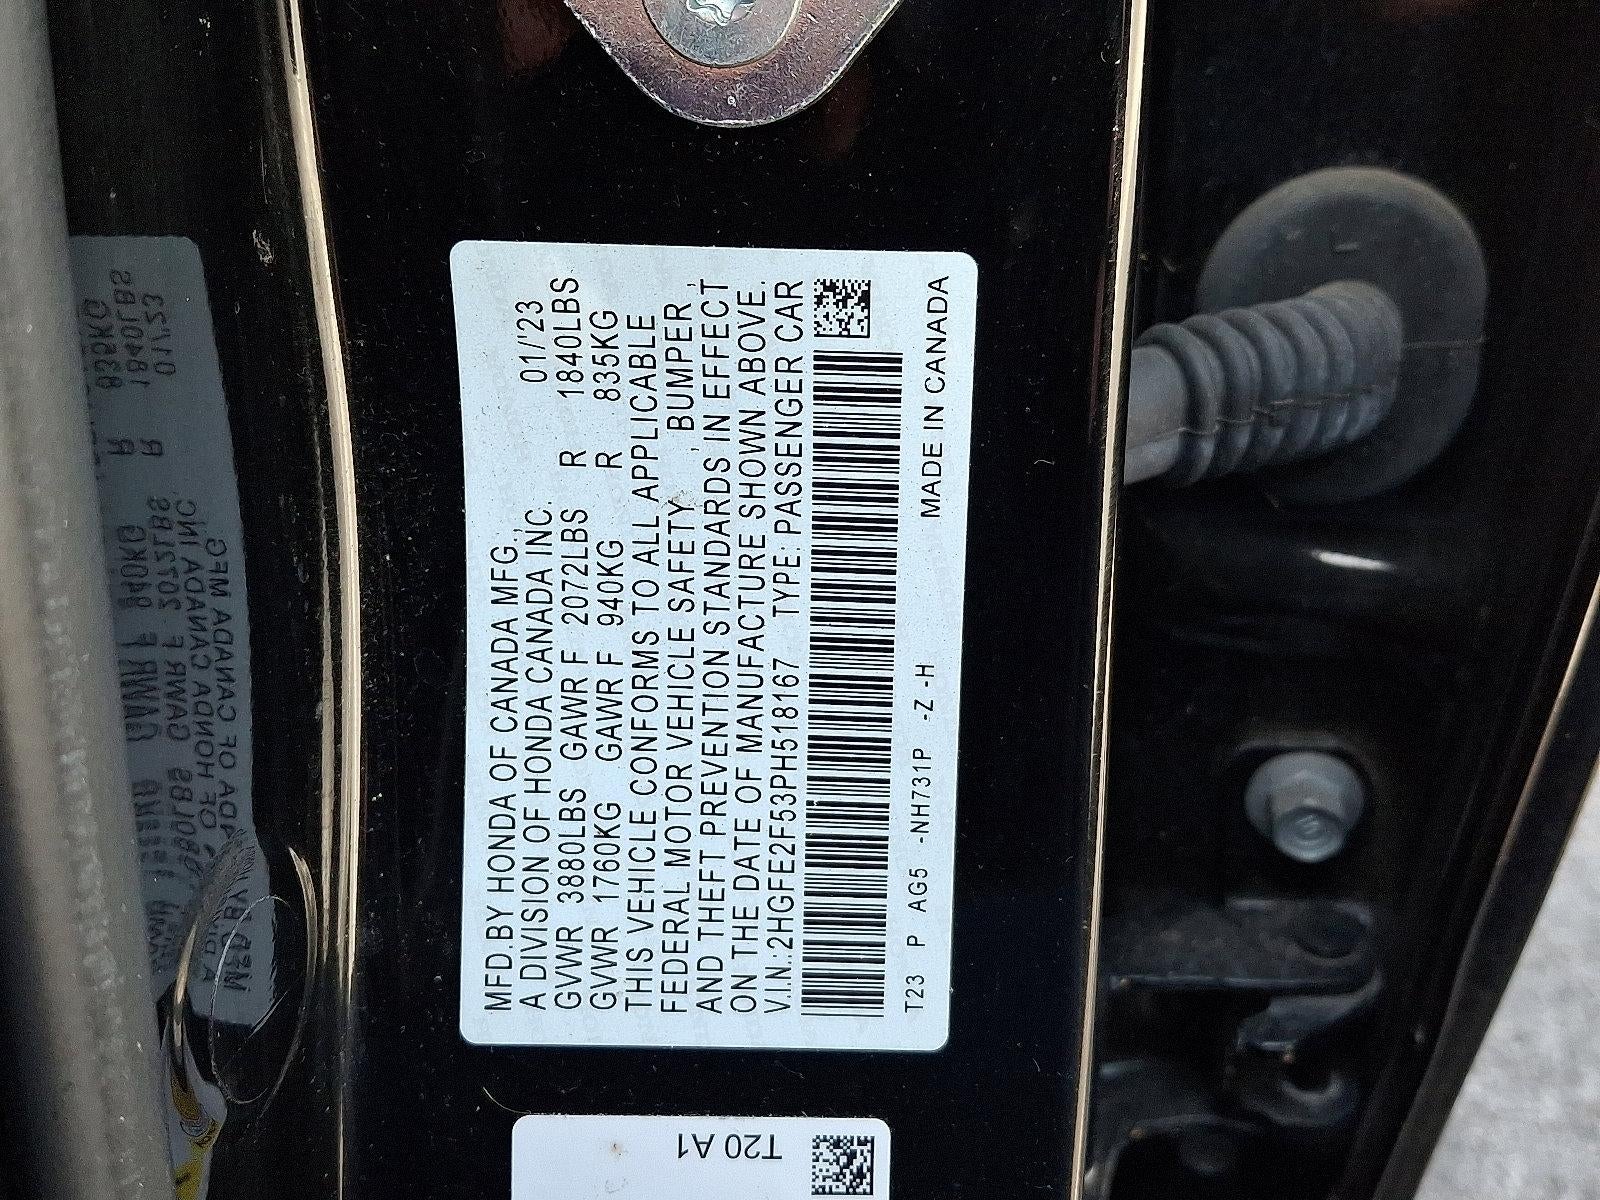 MFD.BY HONDA OF CANADA MFG.,
A DIVISION OF HONDA CANADA INC. 01/'23
GVWR 3880LBS GAWR F 2072LBS R 1840LBS
GVWR 1760KG GAWR F 940KG R 835KG
THIS VEHICLE CONFORMS TO ALL APPLICABLE
FEDERAL MOTOR VEHICLE SAFETY, BUMPER,
AND THEFT PREVENTION STANDARDS, IN EFFECT
ON THE DATE OF MANUFACTURE SHOWN ABOVE.
V.I.N.:2HGFE2F53PH518167 TYPE: PASSENGER CAR
T23 P AG5 -NH731P -Z -H MADE IN CANADA
T20 A1